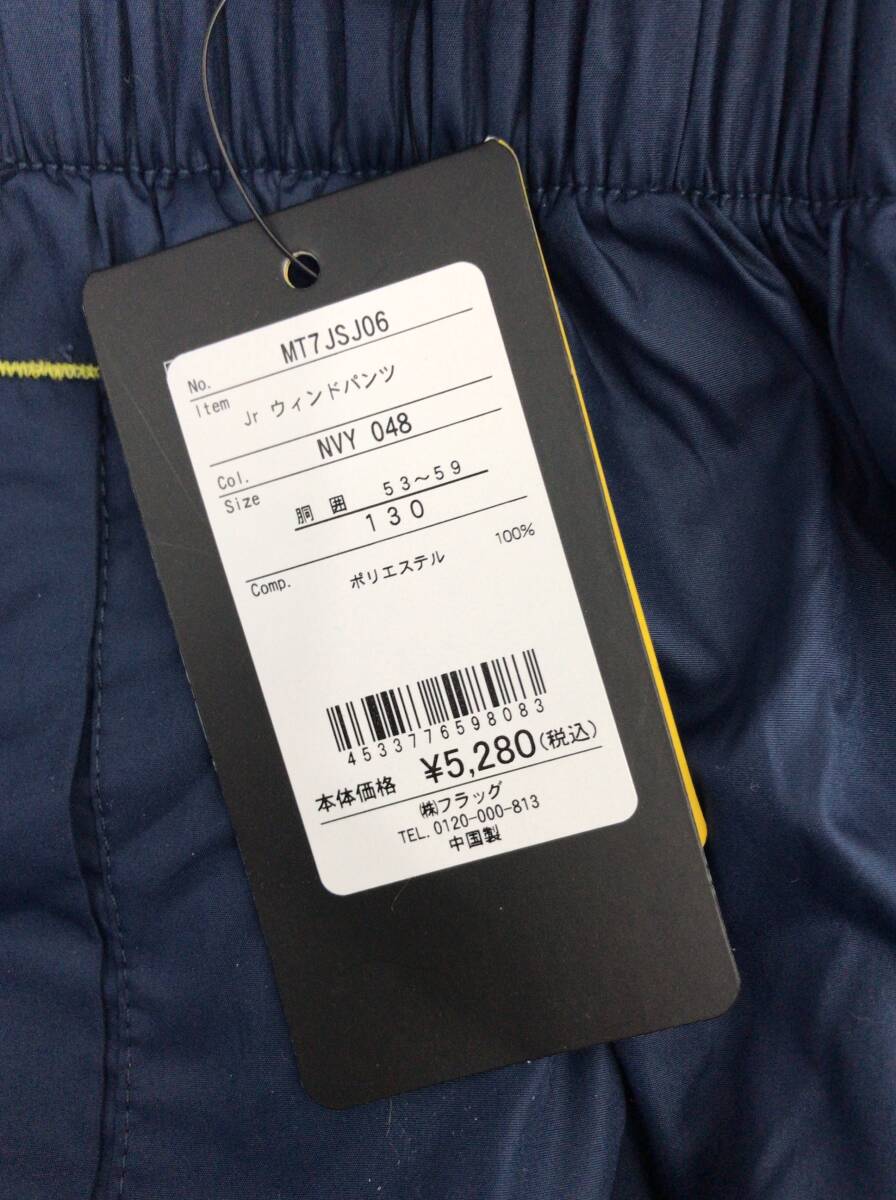 No. MT7JSJ06
Item Jr ウィンドパンツ
Col. NVY 048
Size 胴囲 53～59
130
Comp. ポリエステル 100%
4533776598083
本体価格 ¥5,280(税込)
㈱フラッグ
TEL. 0120-000-813
中国製